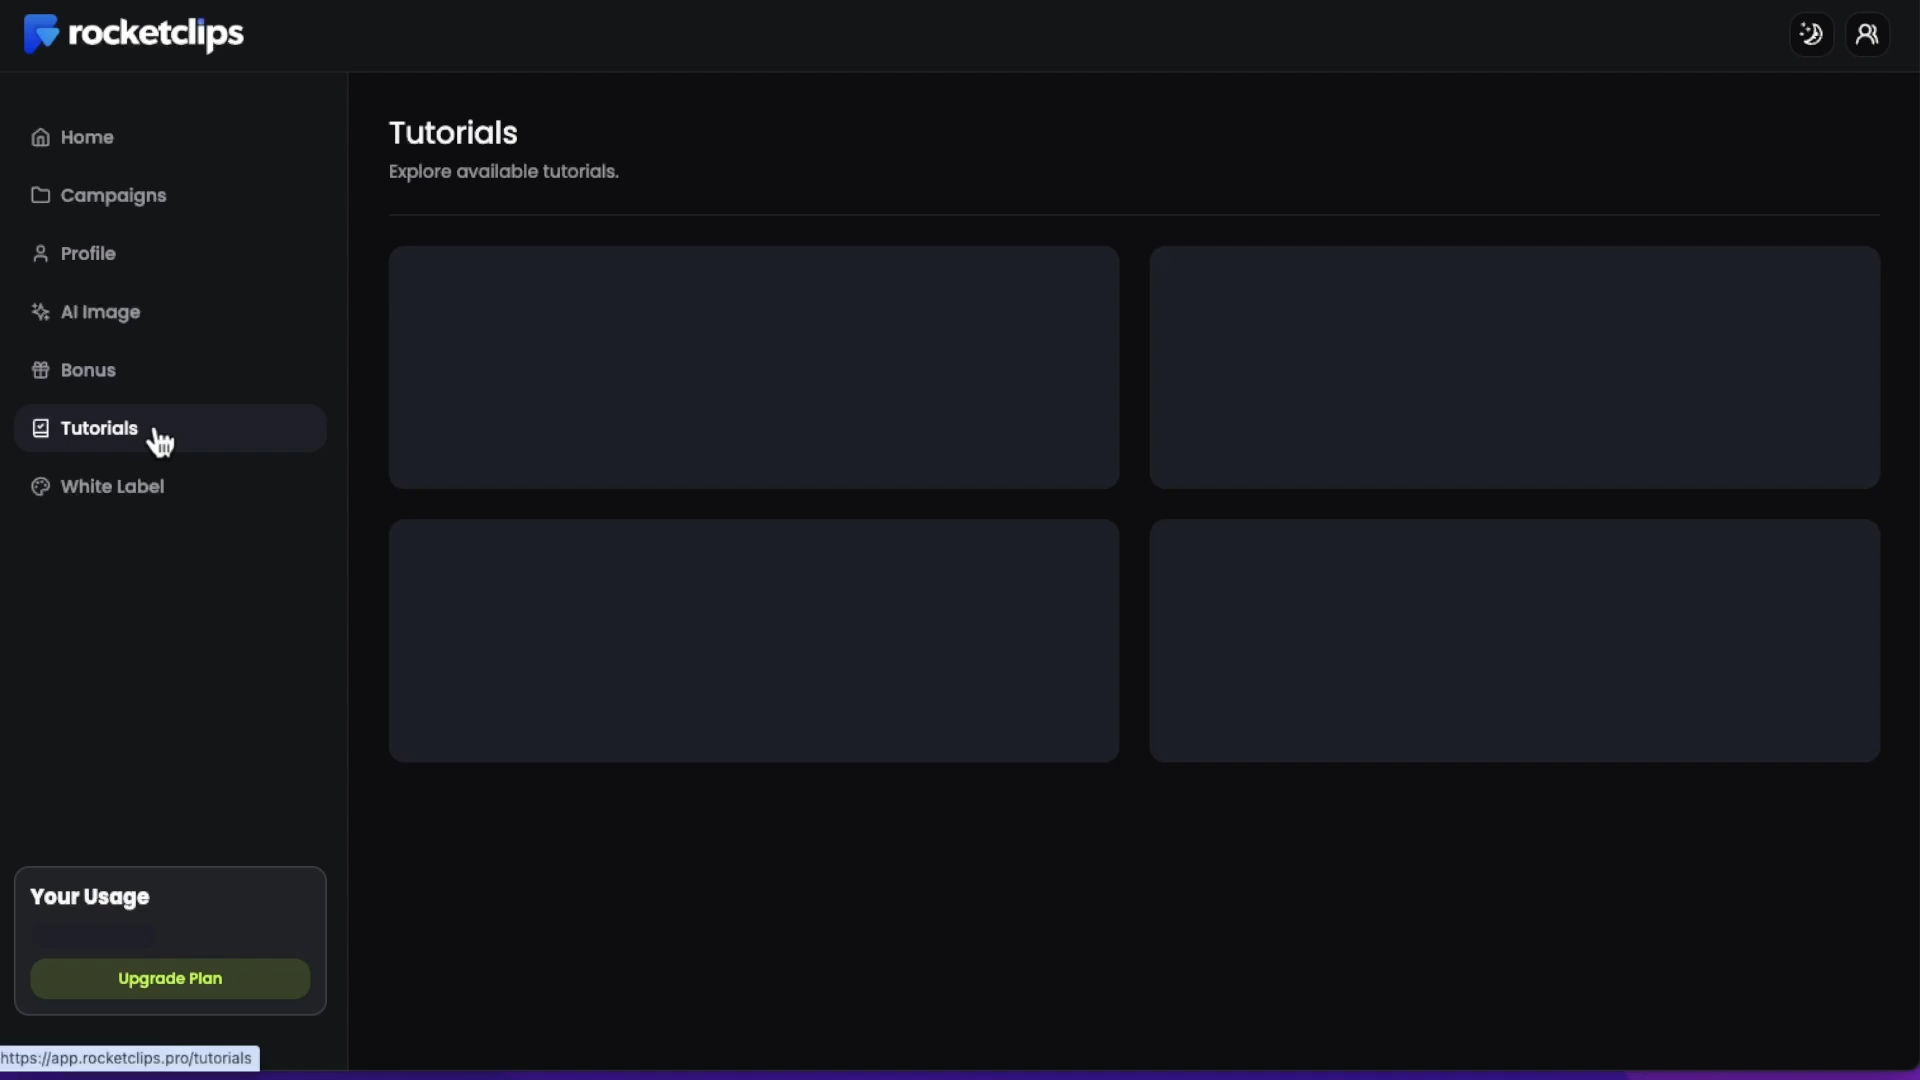 rocketclips
Home
Campaigns
Profile
AI Image
Bonus
Tutorials
White Label
Tutorials
Explore available tutorials.
Your Usage
Upgrade Plan
https://app.rocketclips.pro/tutorials